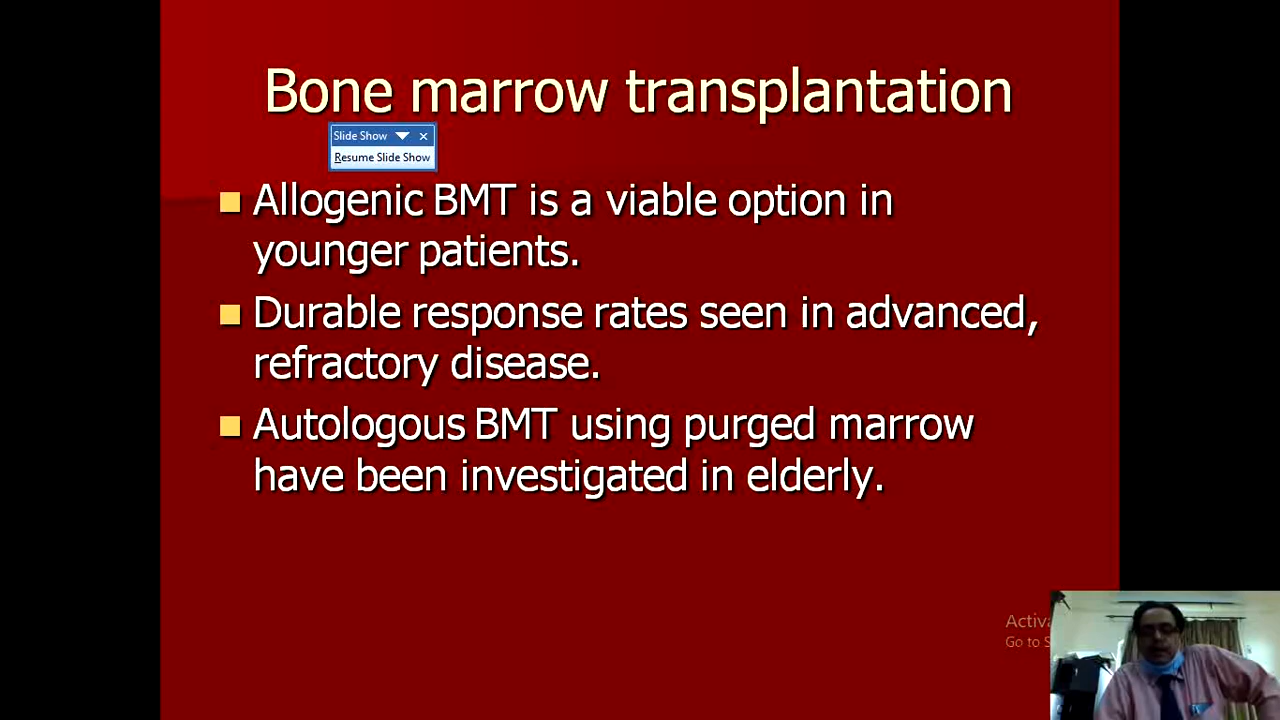 Bone marrow transplantation
Slide Show
Resume Slide Show
Allogenic BMT is a viable option in
younger patients.
Durable response rates seen in advanced,
refractory disease.
Autologous BMT using purged marrow
have been investigated in elderly.
Go to